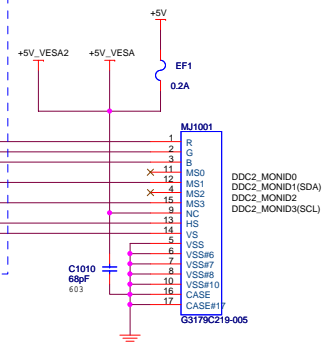 +5V
+5V_VESA2
+5V_VESA
EF1
0.2A
MJ1001
1 R
2 G
3 B
11 MS0 DDC2_MONID0
12 MS1 DDC2_MONID1(SDA)
4 MS2 DDC2_MONID2
15 MS3 DDC2_MONID3(SCL)
9 NC
13 HS
14 VS
5 VSS
6 VSS#6
7 VSS#7
8 VSS#8
10 VSS#10
16 CASE
17 CASE#17
C1010
68pF
603
G3179C219-005